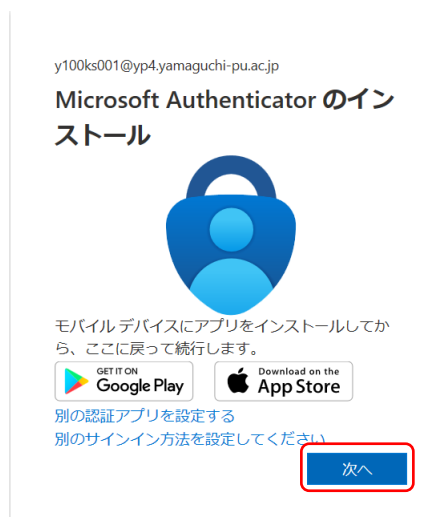 y100ks001@yp4.yamaguchi-pu.ac.jp
Microsoft Authenticator のイン
ストール
モバイル デバイスにアプリをインストールしてか
ら、ここに戻って続行します。
GET IT ON
Google Play
Download on the
App Store
別の認証アプリを設定する
別のサインイン方法を設定してください
次へ